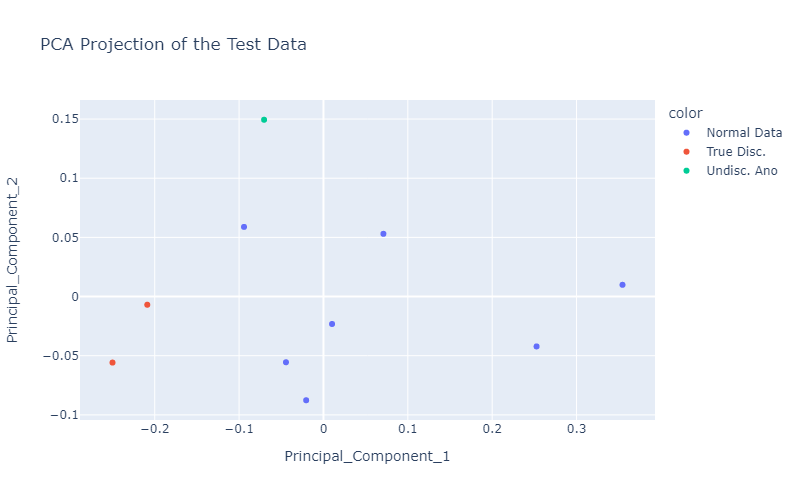 PCA Projection of the Test Data
color
Normal Data
True Disc.
Undisc. Ano
Principal_Component_2
0.15
0.1
0.05
0
−0.05
−0.1
−0.2
−0.1
0
0.1
0.2
0.3
Principal_Component_1